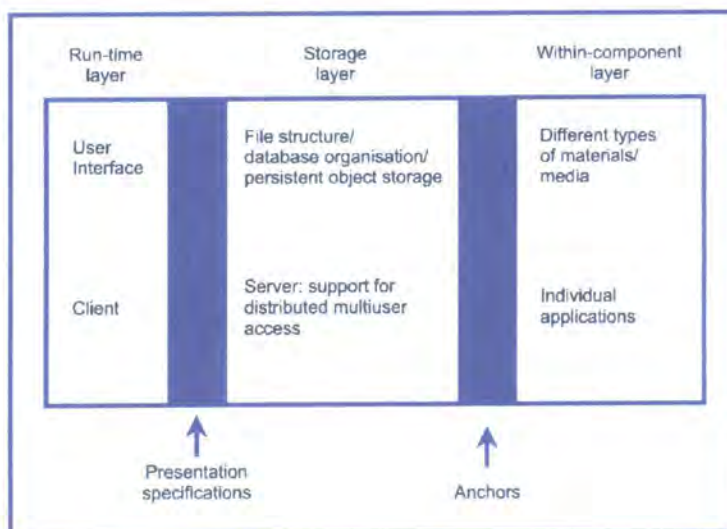 Run-time
layer
Storage
layer
Within-component
layer
User
Interface
File structure/
database organisation/
persistent object storage
Different types
of materials/
media
Client
Server: support for
distributed multiuser
access
Individual
applications
Presentation
specifications
Anchors